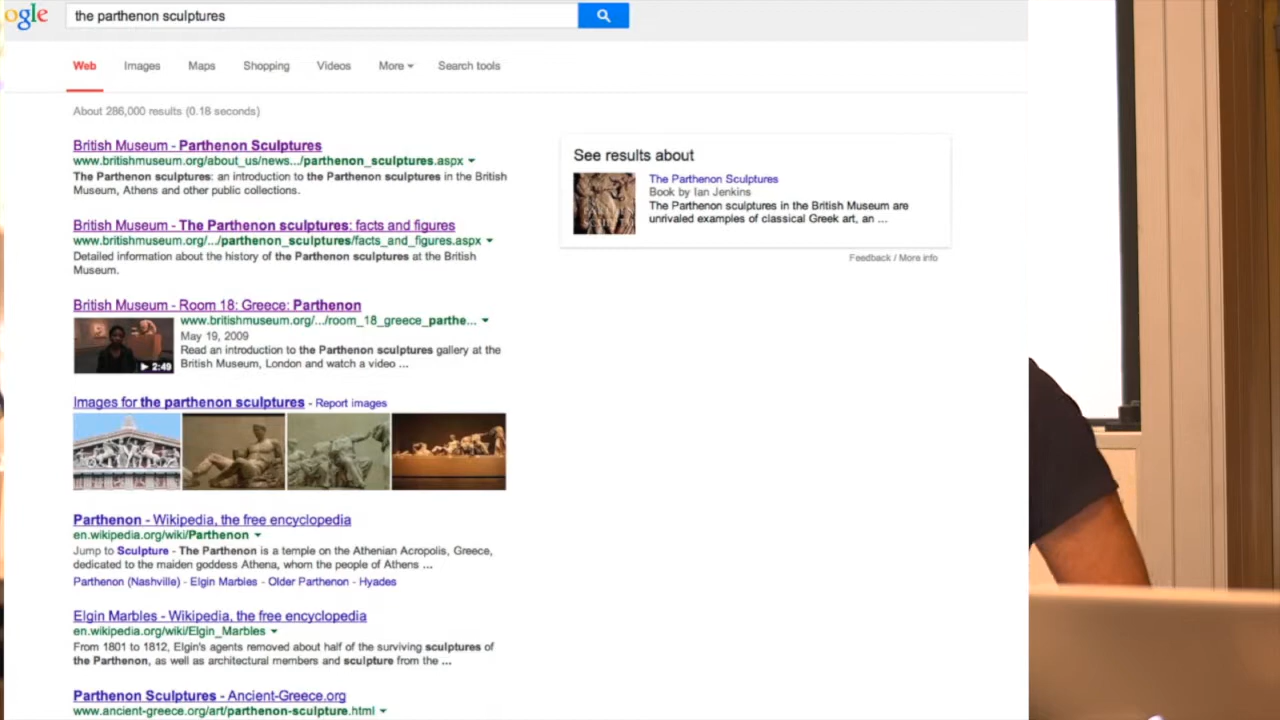 ogle
the parthenon sculptures
Web Images Maps Shopping Videos More Search tools
About 286,000 results (0.18 seconds)
British Museum - Parthenon Sculptures
www.britishmuseum.org/about_us/news.../parthenon_sculptures.aspx
The Parthenon sculptures: an introduction to the Parthenon sculptures in the British
Museum, Athens and other public collections.
British Museum - The Parthenon sculptures: facts and figures
www.britishmuseum.org/.../parthenon_sculptures/facts_and_figures.aspx
Detailed information about the history of the Parthenon sculptures at the British
Museum.
British Museum - Room 18: Greece: Parthenon
www.britishmuseum.org/.../room_18_greece_parthe...
May 19, 2009
Read an introduction to the Parthenon sculptures gallery at the
British Museum, London and watch a video ...
2:49
Images for the parthenon sculptures - Report images
Parthenon - Wikipedia, the free encyclopedia
en.wikipedia.org/wiki/Parthenon
Jump to Sculpture - The Parthenon is a temple on the Athenian Acropolis, Greece,
dedicated to the maiden goddess Athena, whom the people of Athens ...
Parthenon (Nashville) - Elgin Marbles - Older Parthenon - Hyades
Elgin Marbles - Wikipedia, the free encyclopedia
en.wikipedia.org/wiki/Elgin_Marbles
From 1801 to 1812, Elgin's agents removed about half of the surviving sculptures of
the Parthenon, as well as architectural members and sculpture from the ...
Parthenon Sculptures - Ancient-Greece.org
www.ancient-greece.org/art/parthenon-sculpture.html
See results about
The Parthenon Sculptures
Book by Ian Jenkins
The Parthenon sculptures in the British Museum are
unrivaled examples of classical Greek art, an ...
Feedback / More info